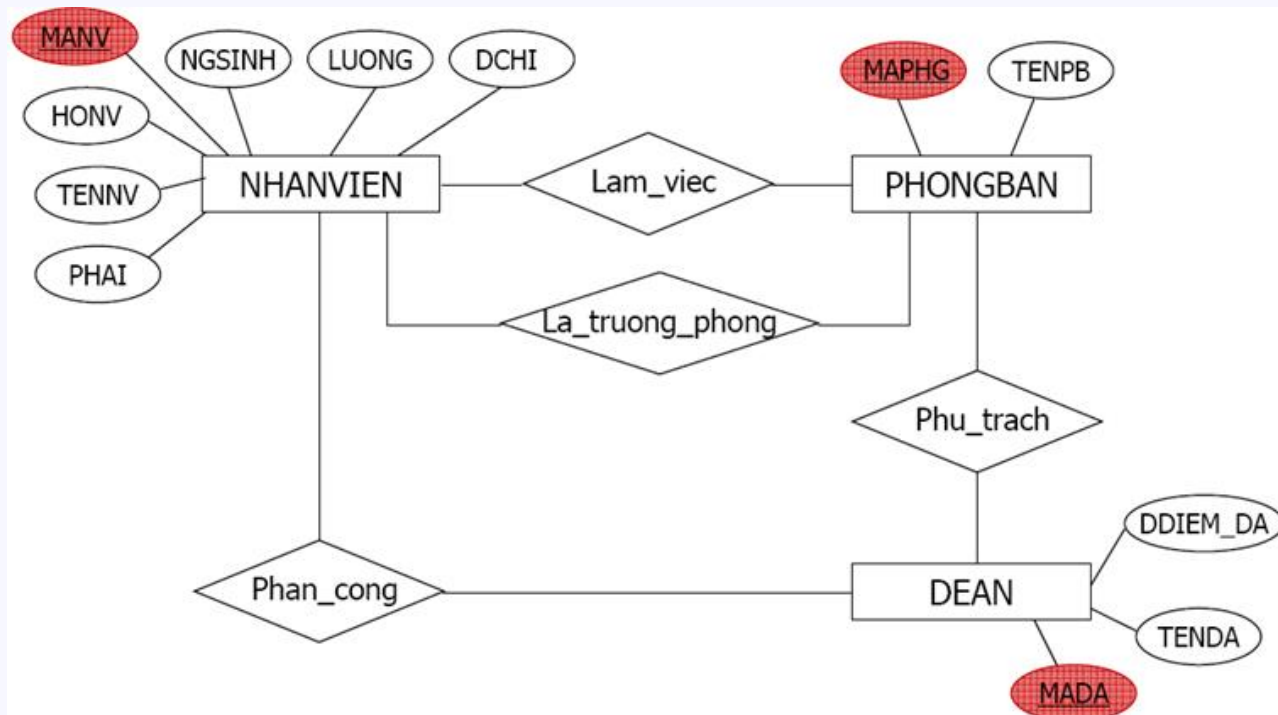 MANV
NGSINH
LUONG
DCHI
MAPHG
TENPB
HONV
TENNV
PHAI
NHANVIEN
Lam_viec
PHONGBAN
La_truong_phong
Phu_trach
Phan_cong
DEAN
DDIEM_DA
TENDA
MADA